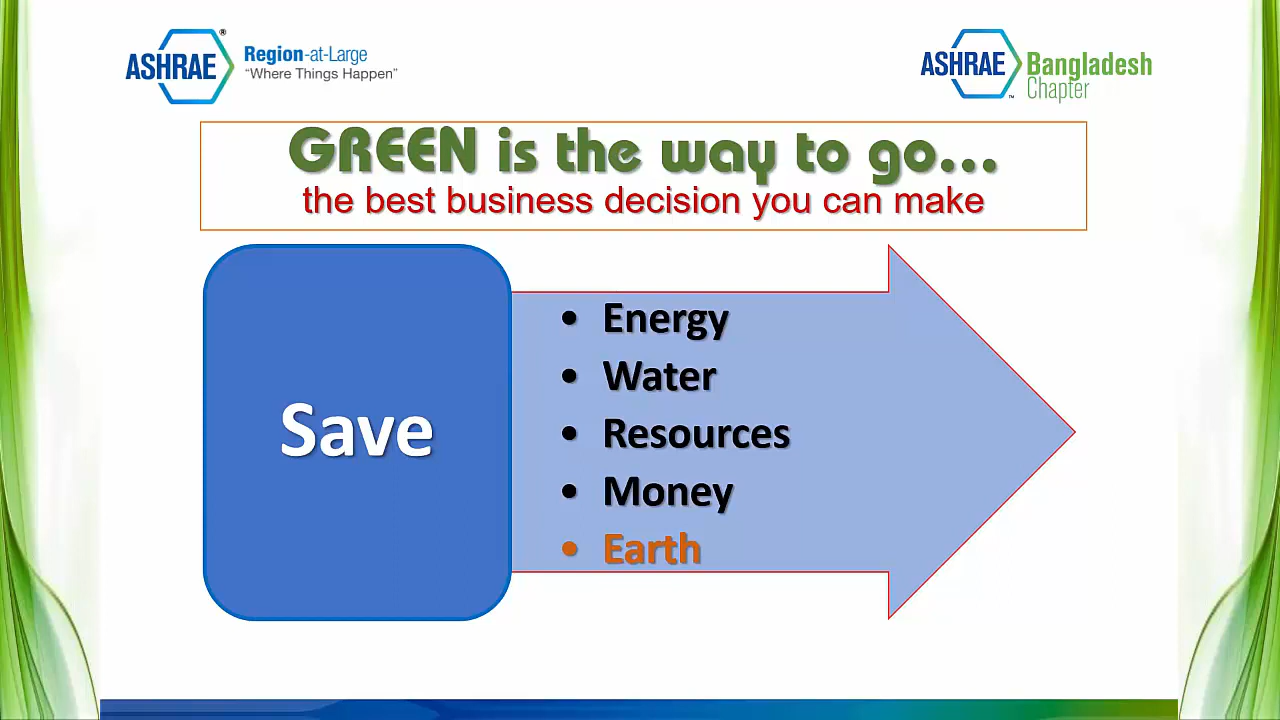 ASHRAE®
Region-at-Large
"Where Things Happen"
ASHRAE™
Bangladesh
Chapter
GREEN is the way to go...
the best business decision you can make
Save
• Energy
• Water
• Resources
• Money
• Earth